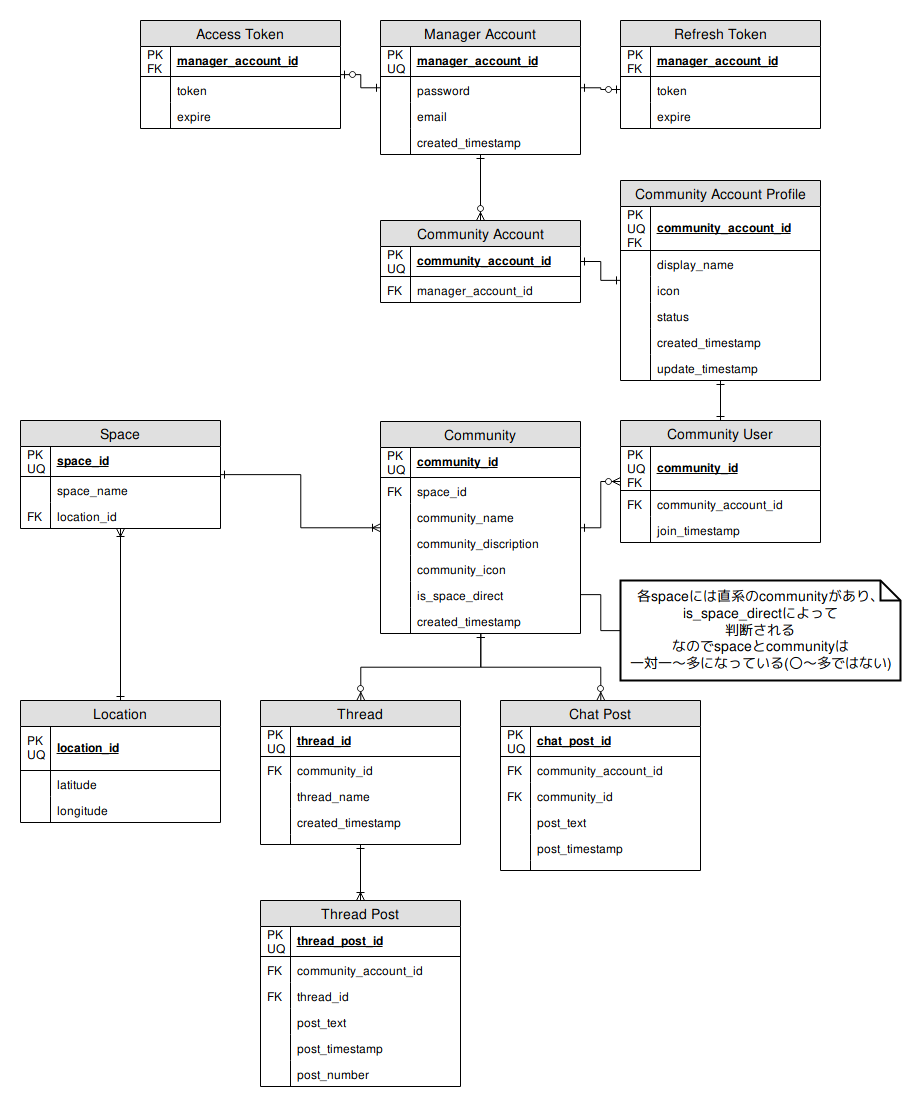 Access Token
PK
FK
manager_account_id
token
expire
Manager Account
PK
UQ
manager_account_id
password
email
created_timestamp
Refresh Token
PK
FK
manager_account_id
token
expire
Community Account Profile
PK
UQ
FK
community_account_id
display_name
icon
status
created_timestamp
update_timestamp
Community Account
PK
UQ
community_account_id
FK manager_account_id
Space
PK
UQ
space_id
space_name
FK location_id
Community
PK
UQ
community_id
FK space_id
community_name
community_discription
community_icon
is_space_direct
created_timestamp
Community User
PK
UQ
FK
community_id
FK community_account_id
join_timestamp
各spaceには直系のcommunityがあり、
is_space_directによって
判断される
なのでspaceとcommunityは
一対一〜多になっている(〇〜多ではない)
Location
PK
UQ
location_id
latitude
longitude
Thread
PK
UQ
thread_id
FK community_id
thread_name
created_timestamp
Chat Post
PK
UQ
chat_post_id
FK community_account_id
FK community_id
post_text
post_timestamp
Thread Post
PK
UQ
thread_post_id
FK community_account_id
FK thread_id
post_text
post_timestamp
post_number